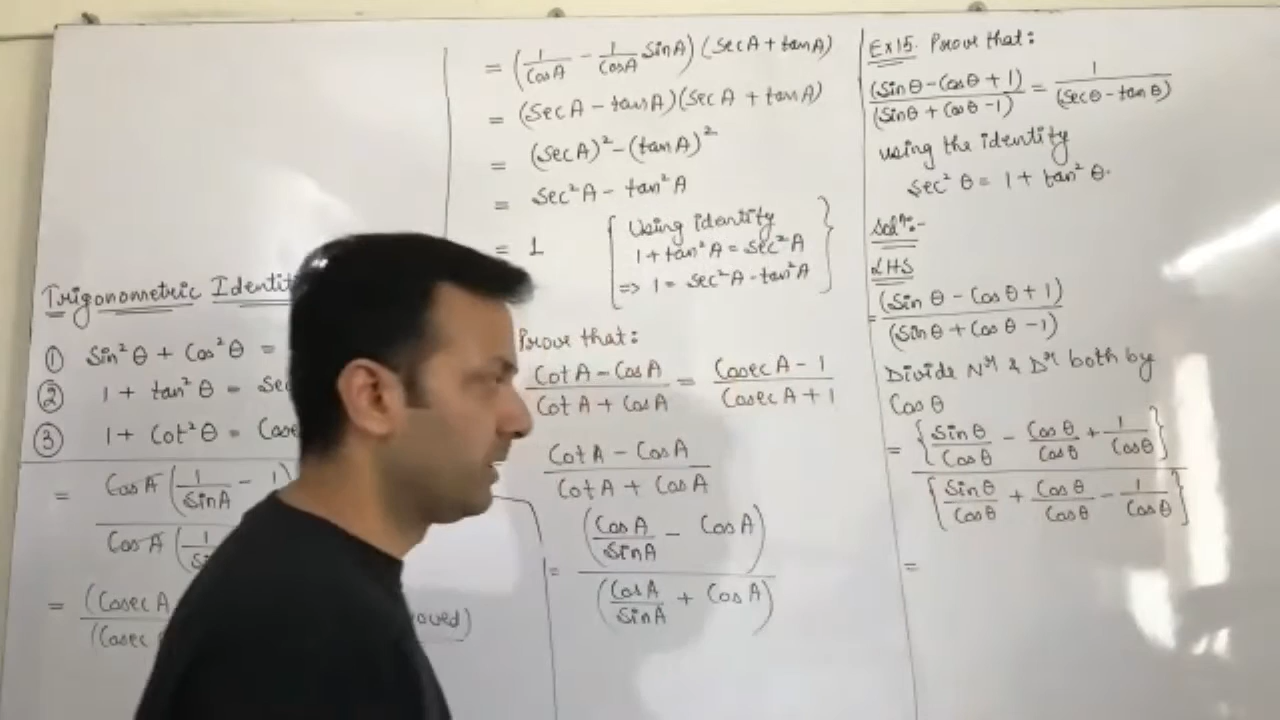 Trigonometric Identit
① Sin²θ + Cos²θ =
② 1 + tan²θ = Sec
③ 1 + Cot²θ = Cose
= CosA (1/SinA - 1)
CosA (1/Si
= (CosecA
(Cosec
oved)
= (1/CosA - 1/CosA SinA) (SecA + tanA)
= (SecA - tanA)(SecA + tanA)
= (SecA)² - (tanA)²
= Sec²A - tan²A
= 1
[Using identity
1 + tan²A = Sec²A
=> 1 = Sec²A - tan²A}
Prove that:
CotA - CosA / CotA + CosA = CosecA - 1 / CosecA + 1
CotA - CosA / CotA + CosA
= (CosA/SinA - CosA) / (CosA/SinA + CosA)
Ex15. Prove that:
(Sinθ - Cosθ + 1) / (Sinθ + Cosθ - 1) = 1 / (Secθ - tanθ)
using the identity
Sec²θ = 1 + tan²θ.
Solⁿ:-
LHS
= (Sinθ - Cosθ + 1) / (Sinθ + Cosθ - 1)
Divide Nʳ & Dʳ both by
Cosθ
= {Sinθ/Cosθ - Cosθ/Cosθ + 1/Cosθ} / {Sinθ/Cosθ + Cosθ/Cosθ - 1/Cosθ}
=